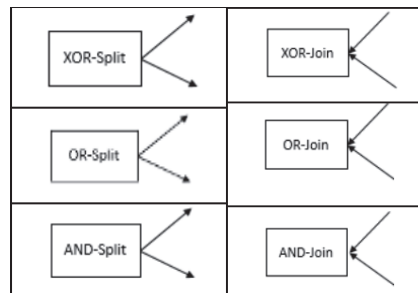 XOR-Split
XOR-Join
OR-Split
OR-Join
AND-Split
AND-Join